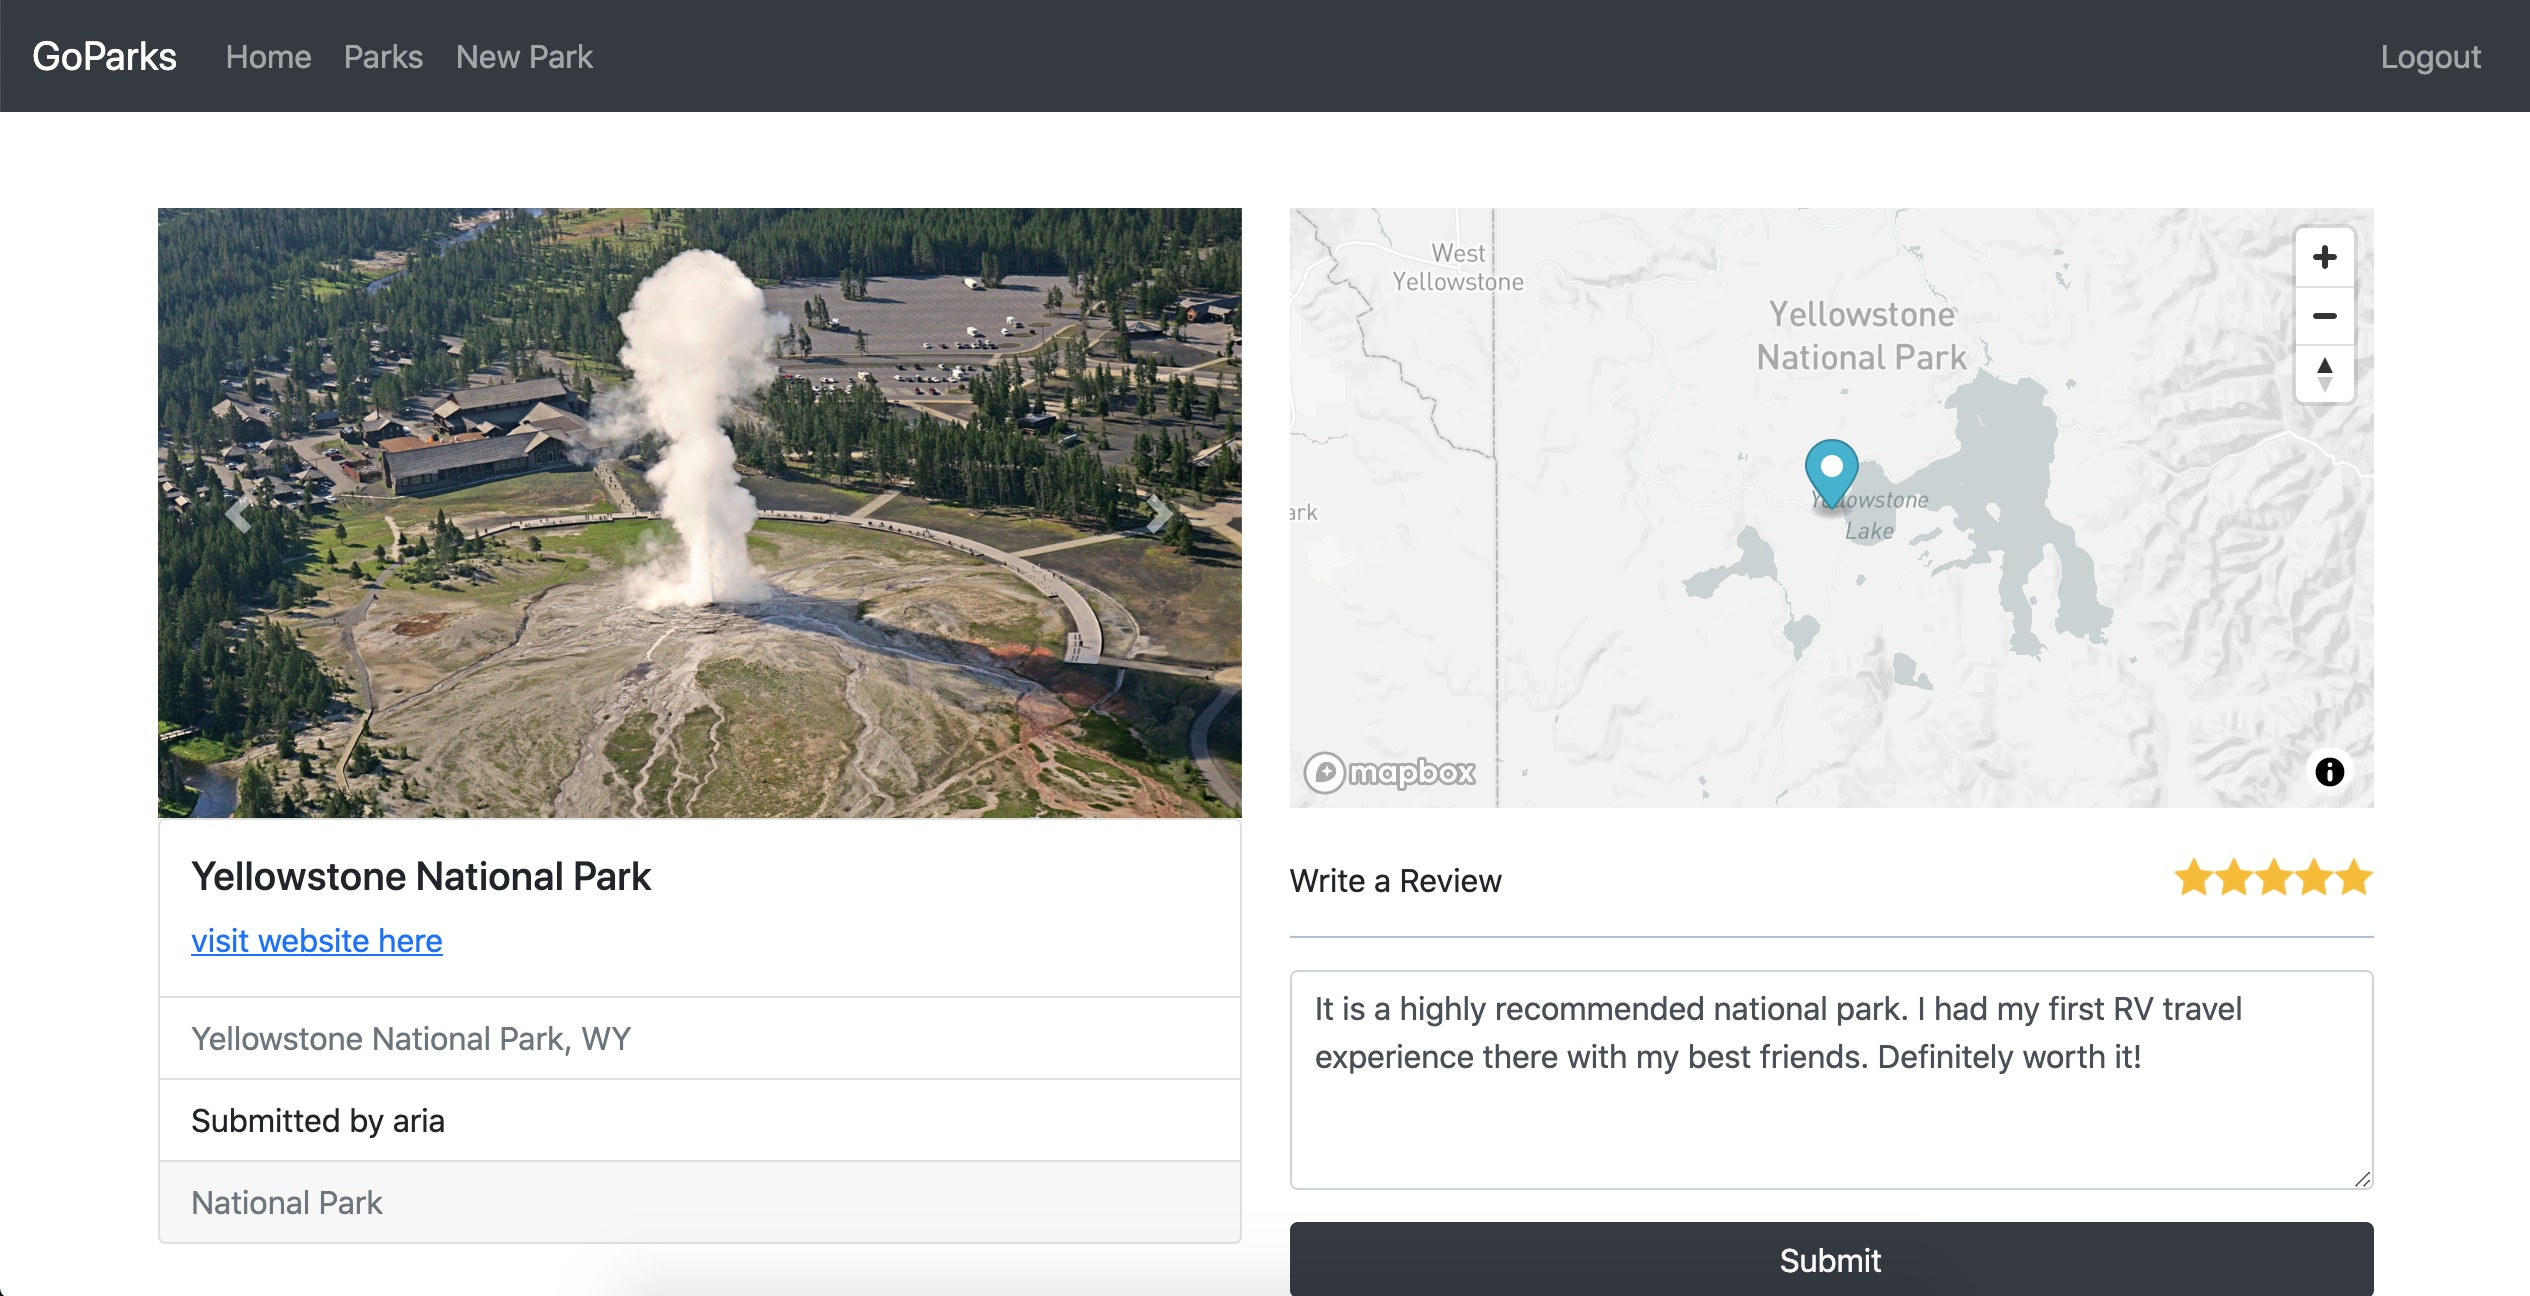 GoParks Home Parks New Park Logout
West
Yellowstone
Yellowstone
National Park
ark
Yellowstone
Lake
mapbox
Yellowstone National Park
visit website here
Yellowstone National Park, WY
Submitted by aria
National Park
Write a Review
It is a highly recommended national park. I had my first RV travel
experience there with my best friends. Definitely worth it!
Submit